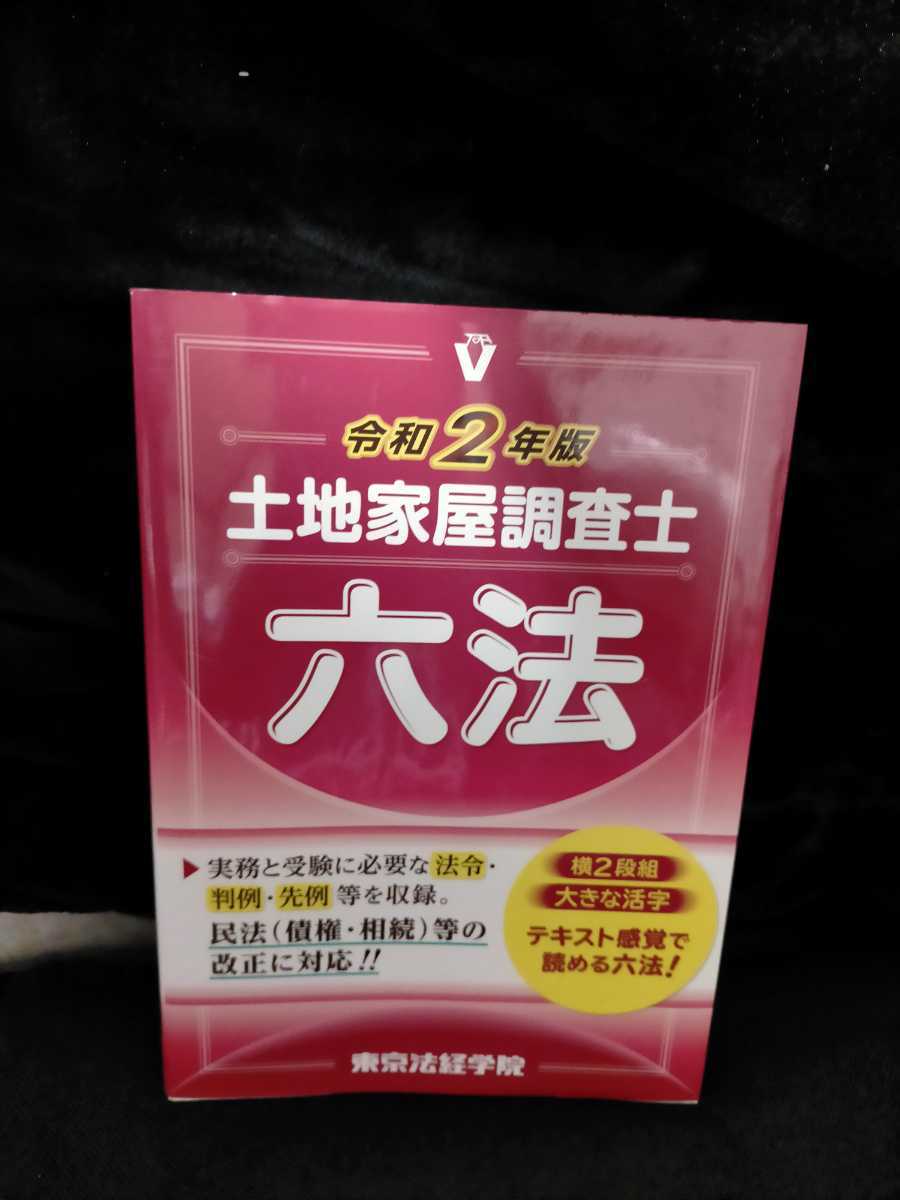 令和2年版
土地家屋調査士
六法
▶実務と受験に必要な法令・
判例・先例等を収録。
民法(債権・相続)等の
改正に対応!!
横2段組
大きな活字
テキスト感覚で
読める六法!
東京法経学院